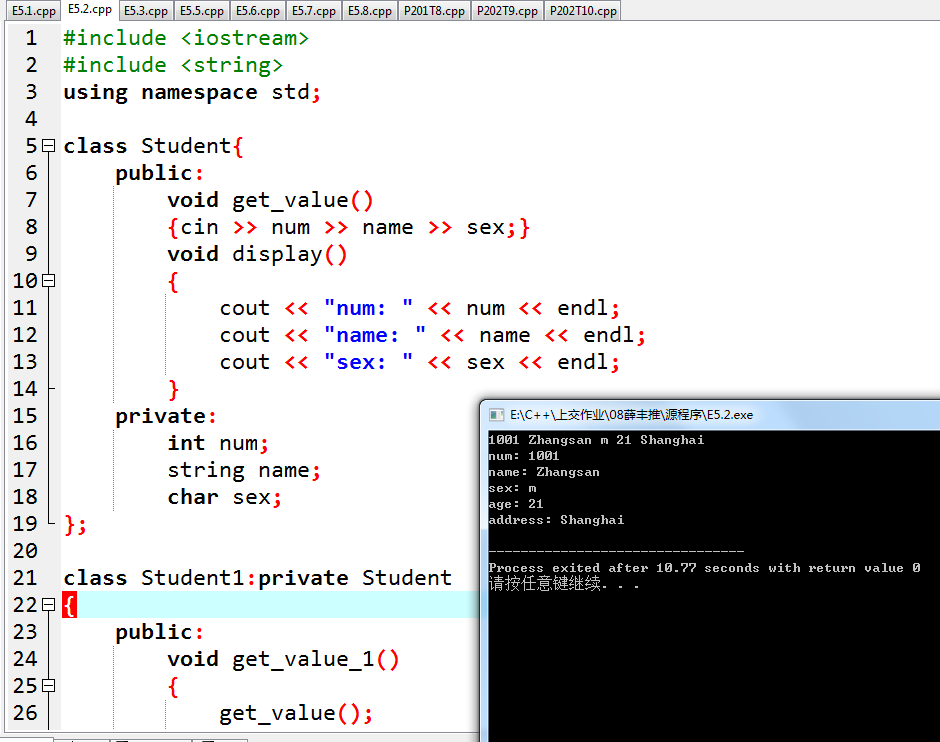 E5.1.cpp E5.2.cpp E5.3.cpp E5.5.cpp E5.6.cpp E5.7.cpp E5.8.cpp P201T8.cpp P202T9.cpp P202T10.cpp
1 #include <iostream>
2 #include <string>
3 using namespace std;
4
5 class Student{
6 public:
7 void get_value()
8 {cin >> num >> name >> sex;}
9 void display()
10 {
11 cout << "num: " << num << endl;
12 cout << "name: " << name << endl;
13 cout << "sex: " << sex << endl;
14 }
15 private:
16 int num;
17 string name;
18 char sex;
19 };
20
21 class Student1:private Student
22 {
23 public:
24 void get_value_1()
25 {
26 get_value();
E:\C++\上交作业\08薛丰推\源程序\E5.2.exe
1001 Zhangsan m 21 Shanghai
num: 1001
name: Zhangsan
sex: m
age: 21
address: Shanghai
--------------------------------
Process exited after 10.77 seconds with return value 0
请按任意键继续. . .